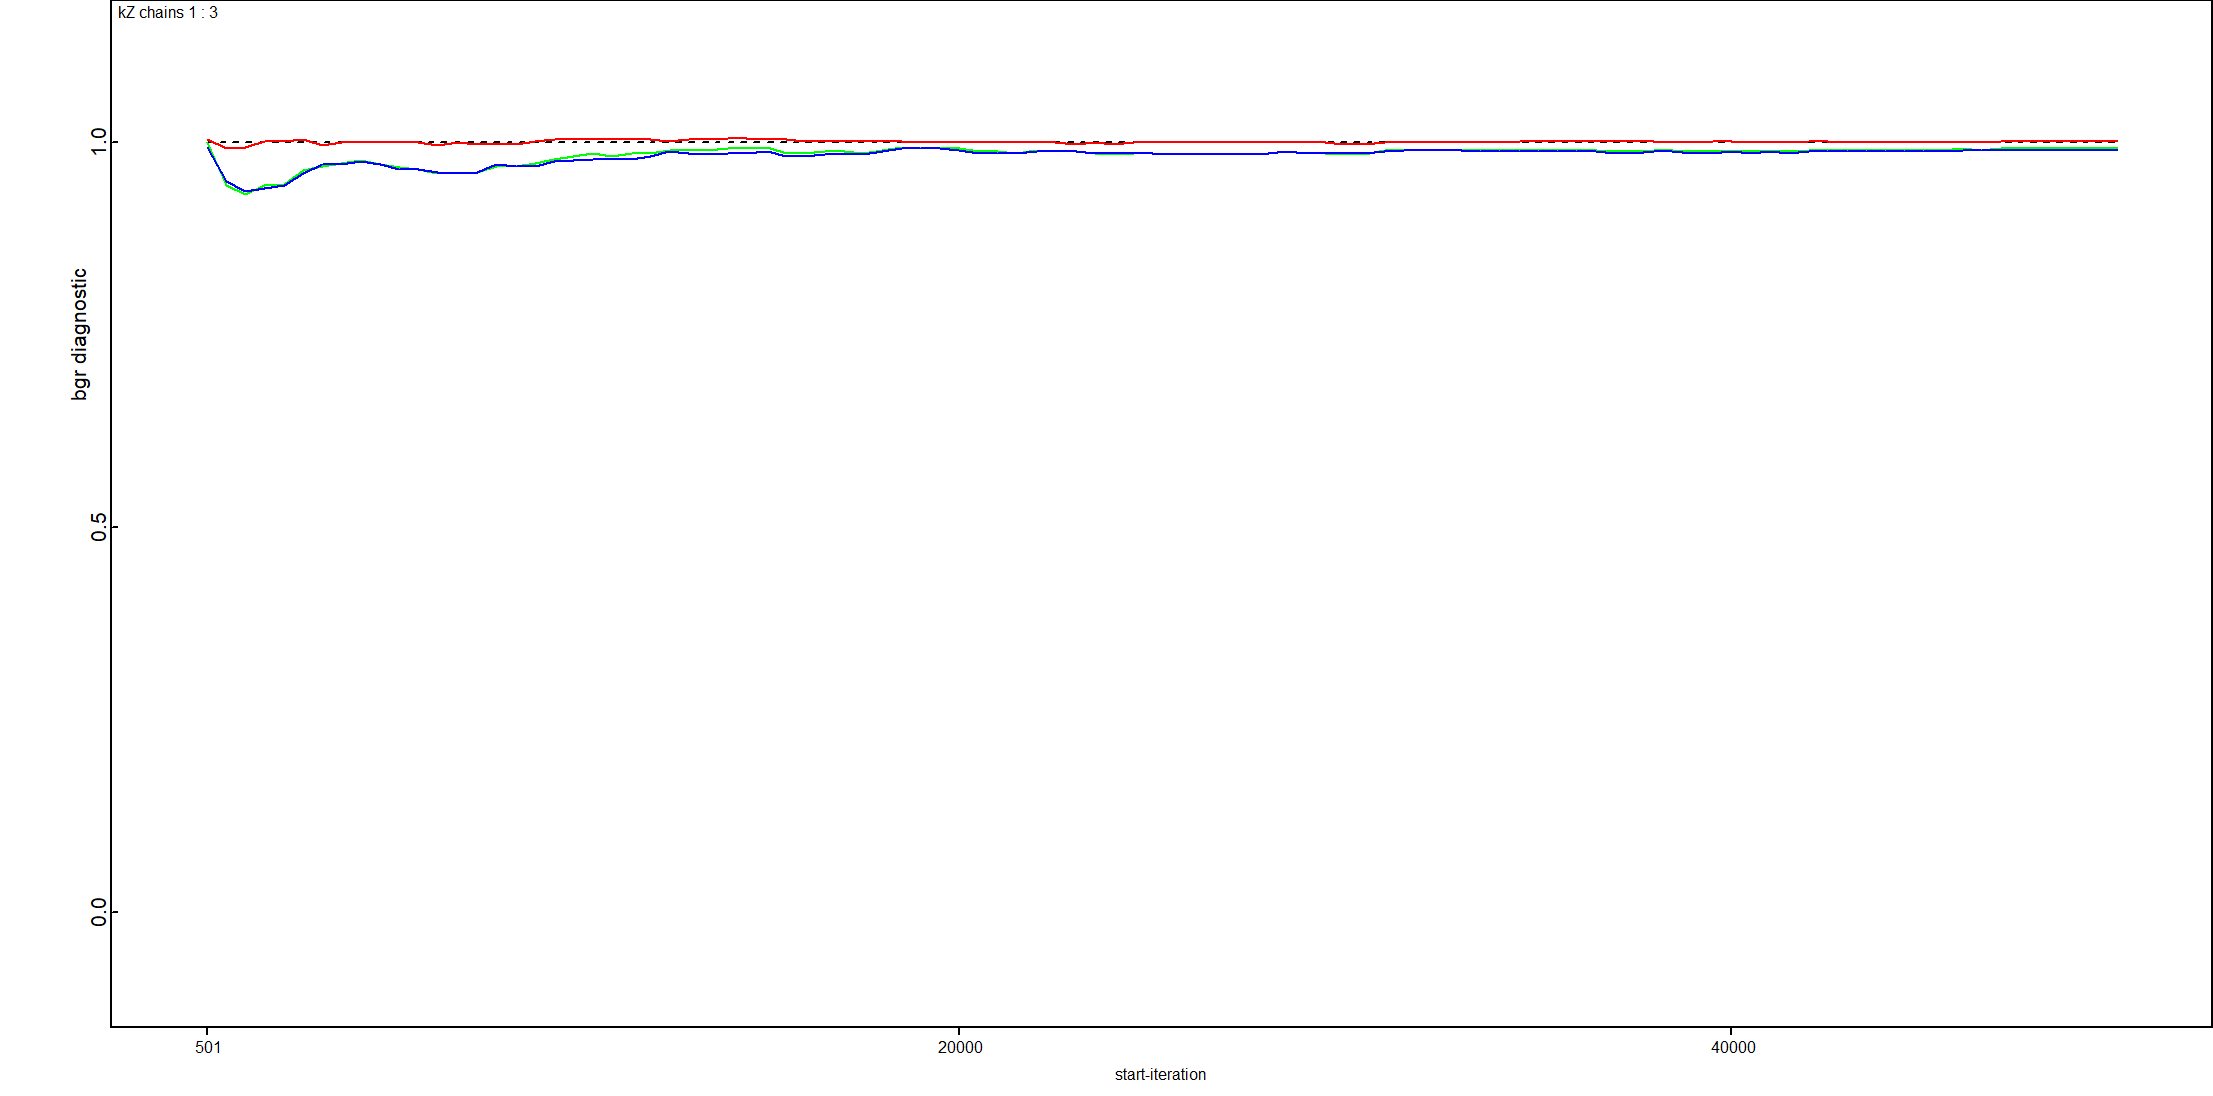 kZ chains 1 : 3
bgr diagnostic
1.0
0.5
0.0
501
20000
40000
start-iteration